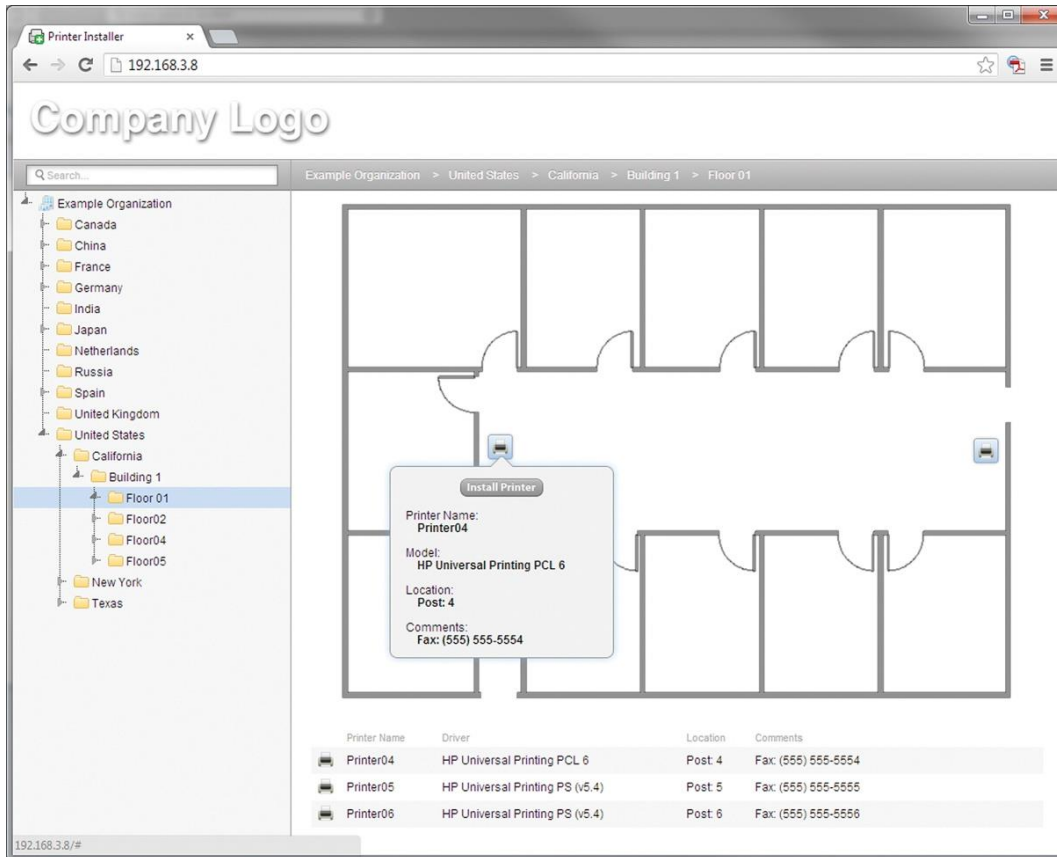 Printer Installer
192.168.3.8
Company Logo
Search...
Example Organization > United States > California > Building 1 > Floor 01
Example Organization
Canada
China
France
Germany
India
Japan
Netherlands
Russia
Spain
United Kingdom
United States
California
Building 1
Floor 01
Floor02
Floor04
Floor05
New York
Texas
Install Printer
Printer Name:
Printer04
Model:
HP Universal Printing PCL 6
Location:
Post: 4
Comments:
Fax: (555) 555-5554
Printer Name Driver Location Comments
Printer04 HP Universal Printing PCL 6 Post: 4 Fax: (555) 555-5554
Printer05 HP Universal Printing PS (v5.4) Post: 5 Fax: (555) 555-5555
Printer06 HP Universal Printing PS (v5.4) Post: 6 Fax: (555) 555-5556
192.168.3.8/#